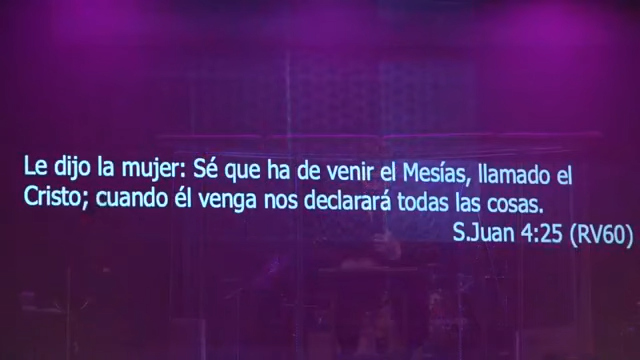 Le dijo la mujer: Sé que ha de venir el Mesías, llamado el
Cristo; cuando él venga nos declarará todas las cosas.
S.Juan 4:25 (RV60)